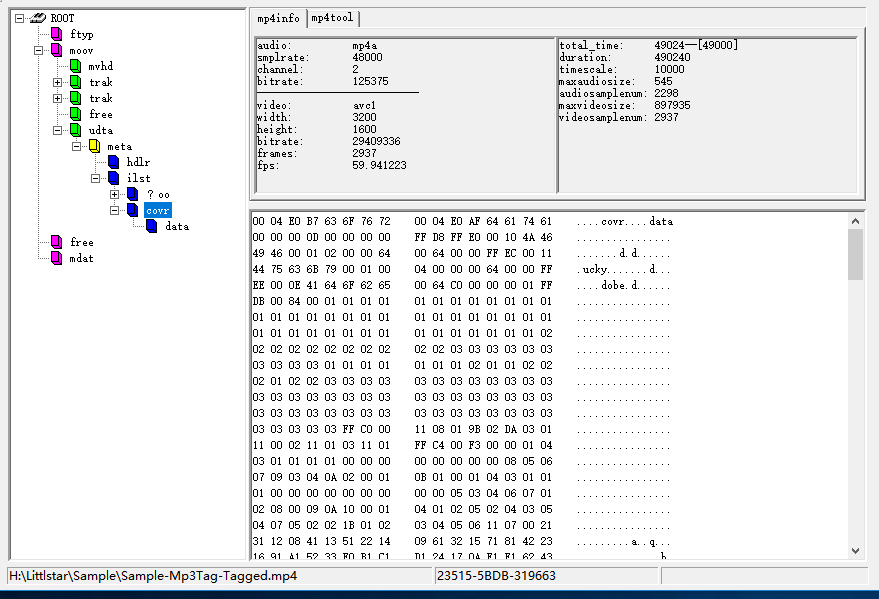 ROOT
ftyp
moov
mvhd
trak
trak
free
udta
meta
hdlr
ilst
? oo
covr
data
free
mdat
mp4info mp4tool
audio: mp4a
smplrate: 48000
channel: 2
bitrate: 125375
video: avc1
width: 3200
height: 1600
bitrate: 29409336
frames: 2937
fps: 59.941223
total_time: 49024--[49000]
duration: 490240
timescale: 10000
maxaudiosize: 545
audiosamplenum: 2298
maxvideosize: 897935
videosamplenum: 2937
00 04 E0 B7 63 6F 76 72 00 04 E0 AF 64 61 74 61 ....covr....data
00 00 00 0D 00 00 00 00 FF D8 FF E0 00 10 4A 46 ................
49 46 00 01 02 00 00 64 00 64 00 00 FF EC 00 11 .......d.d......
44 75 63 6B 79 00 01 00 04 00 00 00 64 00 00 FF .ucky.......d...
EE 00 0E 41 64 6F 62 65 00 64 C0 00 00 00 01 FF ....dobe.d......
DB 00 84 00 01 01 01 01 01 01 01 01 01 01 01 01 ................
01 01 01 01 01 01 01 01 01 01 01 01 01 01 01 01 ................
01 01 01 01 01 01 01 01 01 01 01 01 01 01 01 02 ................
02 02 02 02 02 02 02 02 02 02 03 03 03 03 03 03 ................
03 03 03 03 01 01 01 01 01 01 01 02 01 01 02 02 ................
02 01 02 02 03 03 03 03 03 03 03 03 03 03 03 03 ................
03 03 03 03 03 03 03 03 03 03 03 03 03 03 03 03 ................
03 03 03 03 03 03 03 03 03 03 03 03 03 03 03 03 ................
03 03 03 03 03 FF C0 00 11 08 01 9B 02 DA 03 01 ................
11 00 02 11 01 03 11 01 FF C4 00 F3 00 00 01 04 ................
03 01 01 01 01 00 00 00 00 00 00 00 00 08 05 06 ................
07 09 03 04 0A 02 00 01 0B 01 00 01 04 03 01 01 ................
01 00 00 00 00 00 00 00 00 00 05 03 04 06 07 01 ................
02 08 00 09 0A 10 00 01 04 01 02 05 02 04 03 05 ................
04 07 05 02 02 1B 01 02 03 04 05 06 11 07 00 21 ................
31 12 08 41 13 51 22 14 09 61 32 15 71 81 42 23 .........a..q...
16 91 A1 52 33 F0 B1 C1 D1 24 17 0A E1 F1 62 43 ..............b.
H:\Littlstar\Sample\Sample-Mp3Tag-Tagged.mp4
23515-5BDB-319663